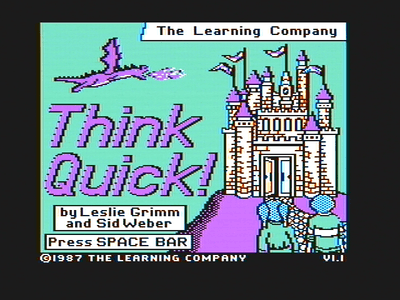 The Learning Company
Think
Quick!
by Leslie Grimm
and Sid Weber
Press SPACE BAR
©1987 THE LEARNING COMPANY V1.1